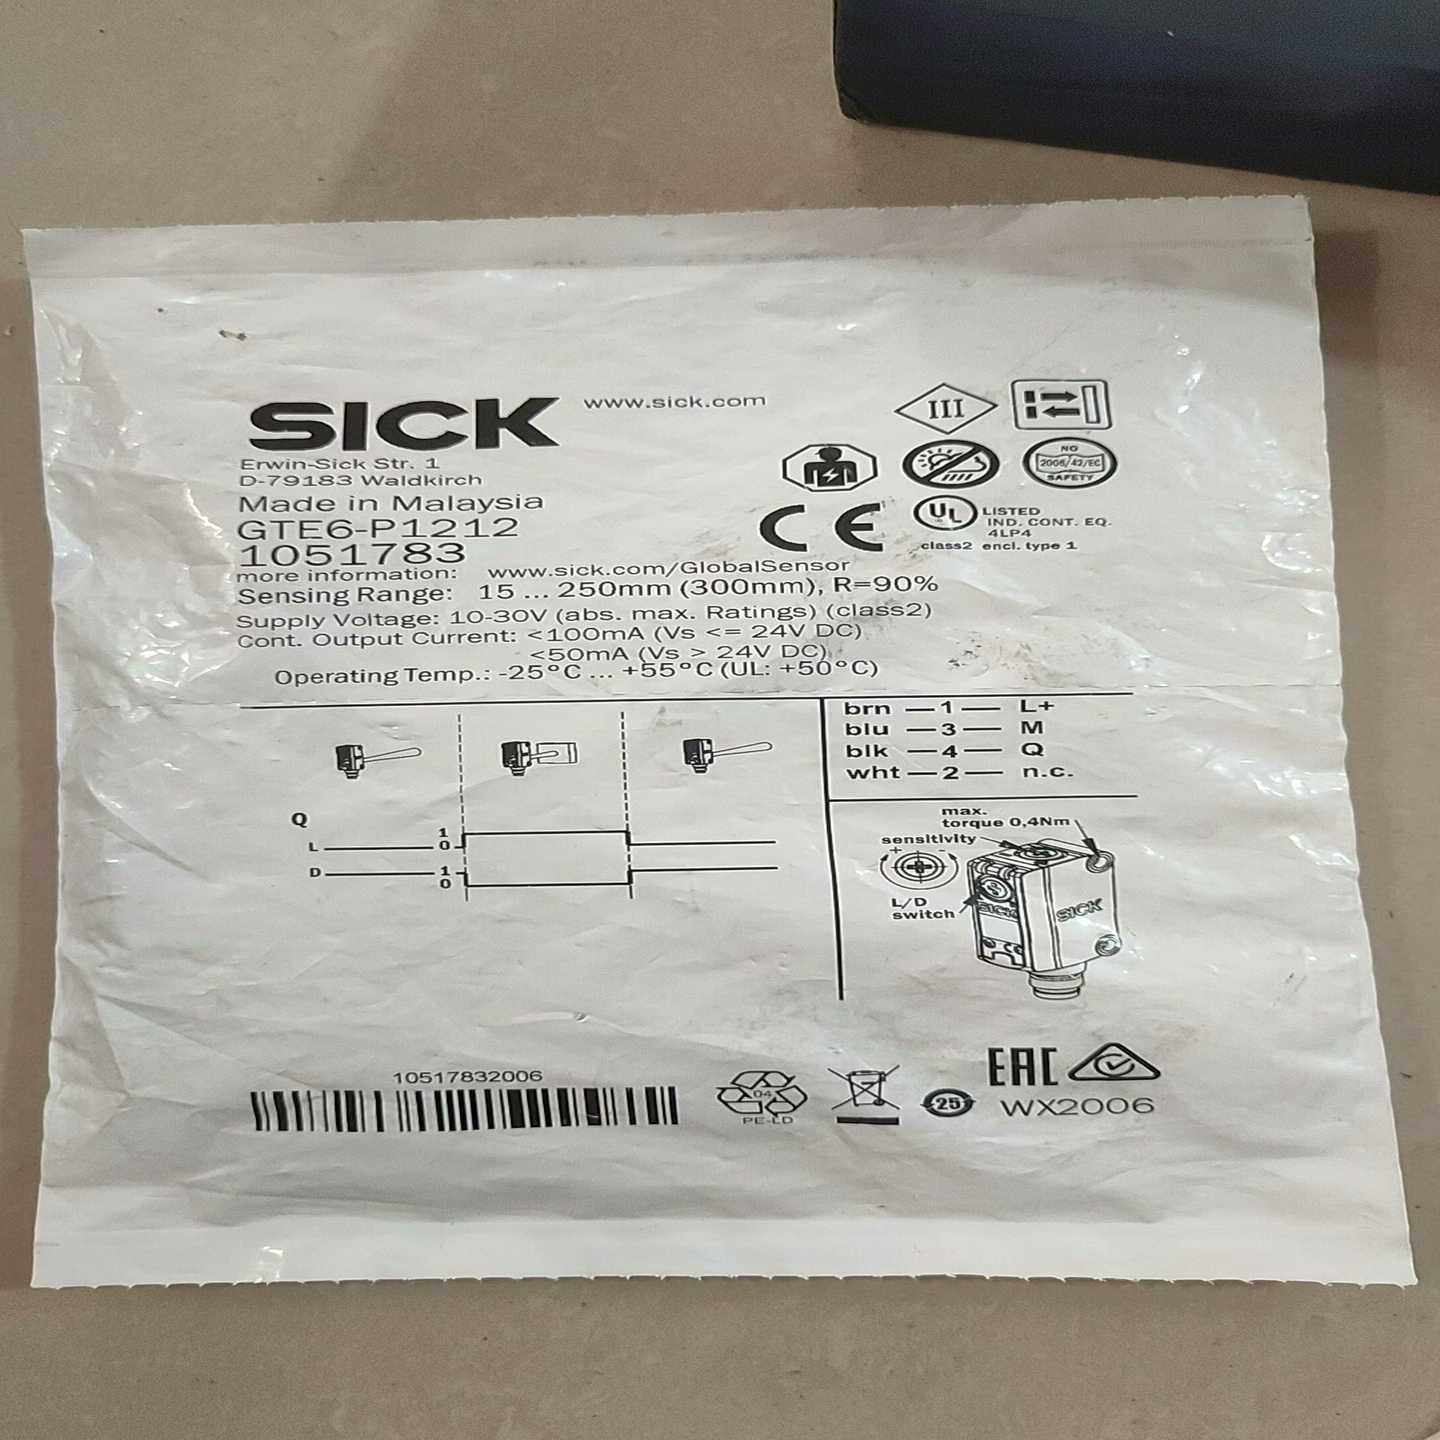 SICK www.sick.com
Erwin-Sick Str. 1
D-79183 Waldkirch
Made in Malaysia
GTE6-P1212
1051783
more information: www.sick.com/GlobalSensor
Sensing Range: 15 ... 250mm (300mm), R=90%
Supply Voltage: 10-30V (abs. max. Ratings) (class2)
Cont. Output Current: <100mA (Vs <= 24V DC)
<50mA (Vs > 24V DC)
Operating Temp.: -25°C ... +55°C (UL: +50°C)
III
NO
2006/42/EC
SAFETY
CE
UL LISTED
IND. CONT. EQ.
4LP4
class2 encl. type 1
Q
L 1
0
D 1
0
brn — 1 — L+
blu — 3 — M
blk — 4 — Q
wht — 2 — n.c.
max.
torque 0,4Nm
sensitivity
+ -
L/D
switch
SICK
SICK
10517832006
04
PE-LD
25
EAC
WX2006